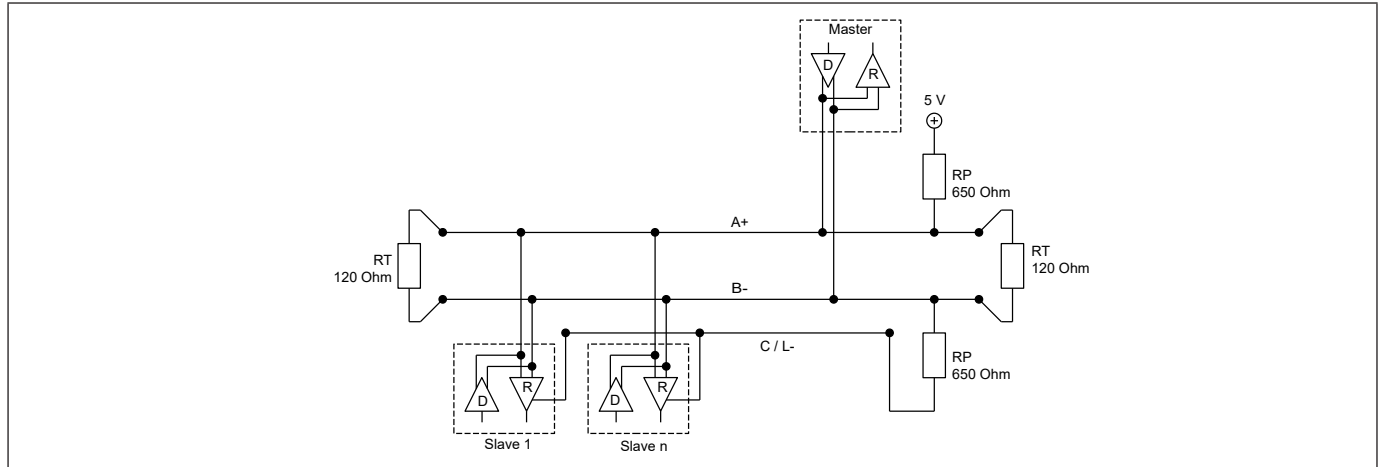 Master
D
R
5 V
RP
650 Ohm
A+
RT
120 Ohm
RT
120 Ohm
B-
C / L-
RP
650 Ohm
D
R
D
R
Slave 1
Slave n